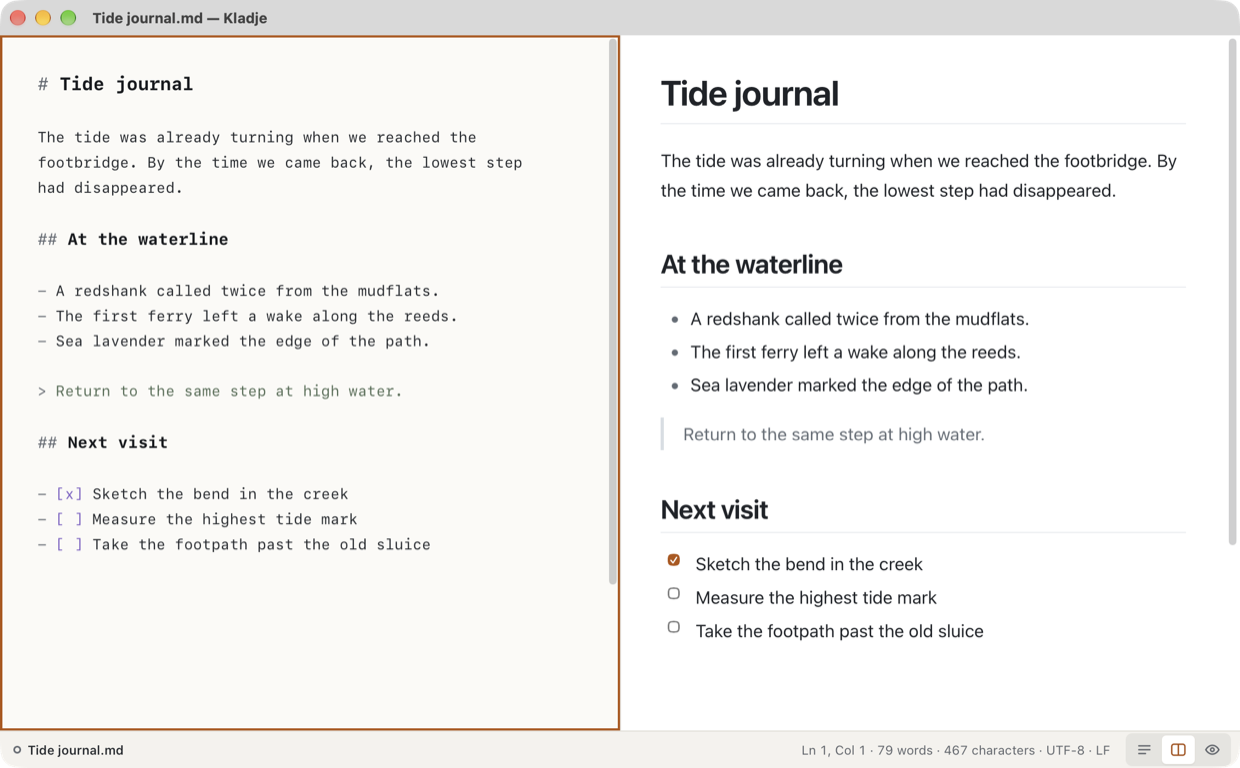 Tide journal.md — Kladje
# Tide journal
The tide was already turning when we reached the
footbridge. By the time we came back, the lowest step
had disappeared.
## At the waterline
– A redshank called twice from the mudflats.
– The first ferry left a wake along the reeds.
– Sea lavender marked the edge of the path.
> Return to the same step at high water.
## Next visit
– [x] Sketch the bend in the creek
– [ ] Measure the highest tide mark
– [ ] Take the footpath past the old sluice
Tide journal
The tide was already turning when we reached the footbridge. By
the time we came back, the lowest step had disappeared.
At the waterline
• A redshank called twice from the mudflats.
• The first ferry left a wake along the reeds.
• Sea lavender marked the edge of the path.
Return to the same step at high water.
Next visit
Sketch the bend in the creek
Measure the highest tide mark
Take the footpath past the old sluice
Tide journal.md
Ln 1, Col 1 · 79 words · 467 characters · UTF-8 · LF